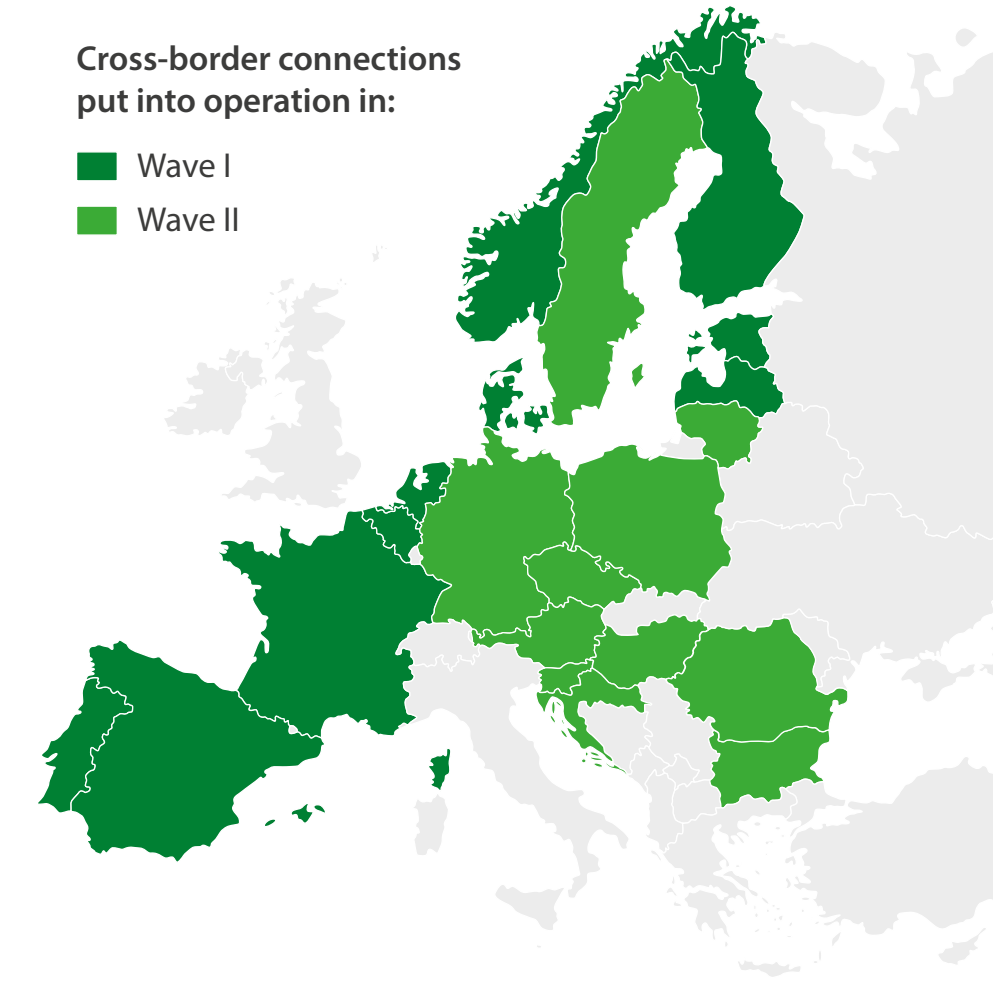 Cross-border connections
put into operation in:
Wave I
Wave II